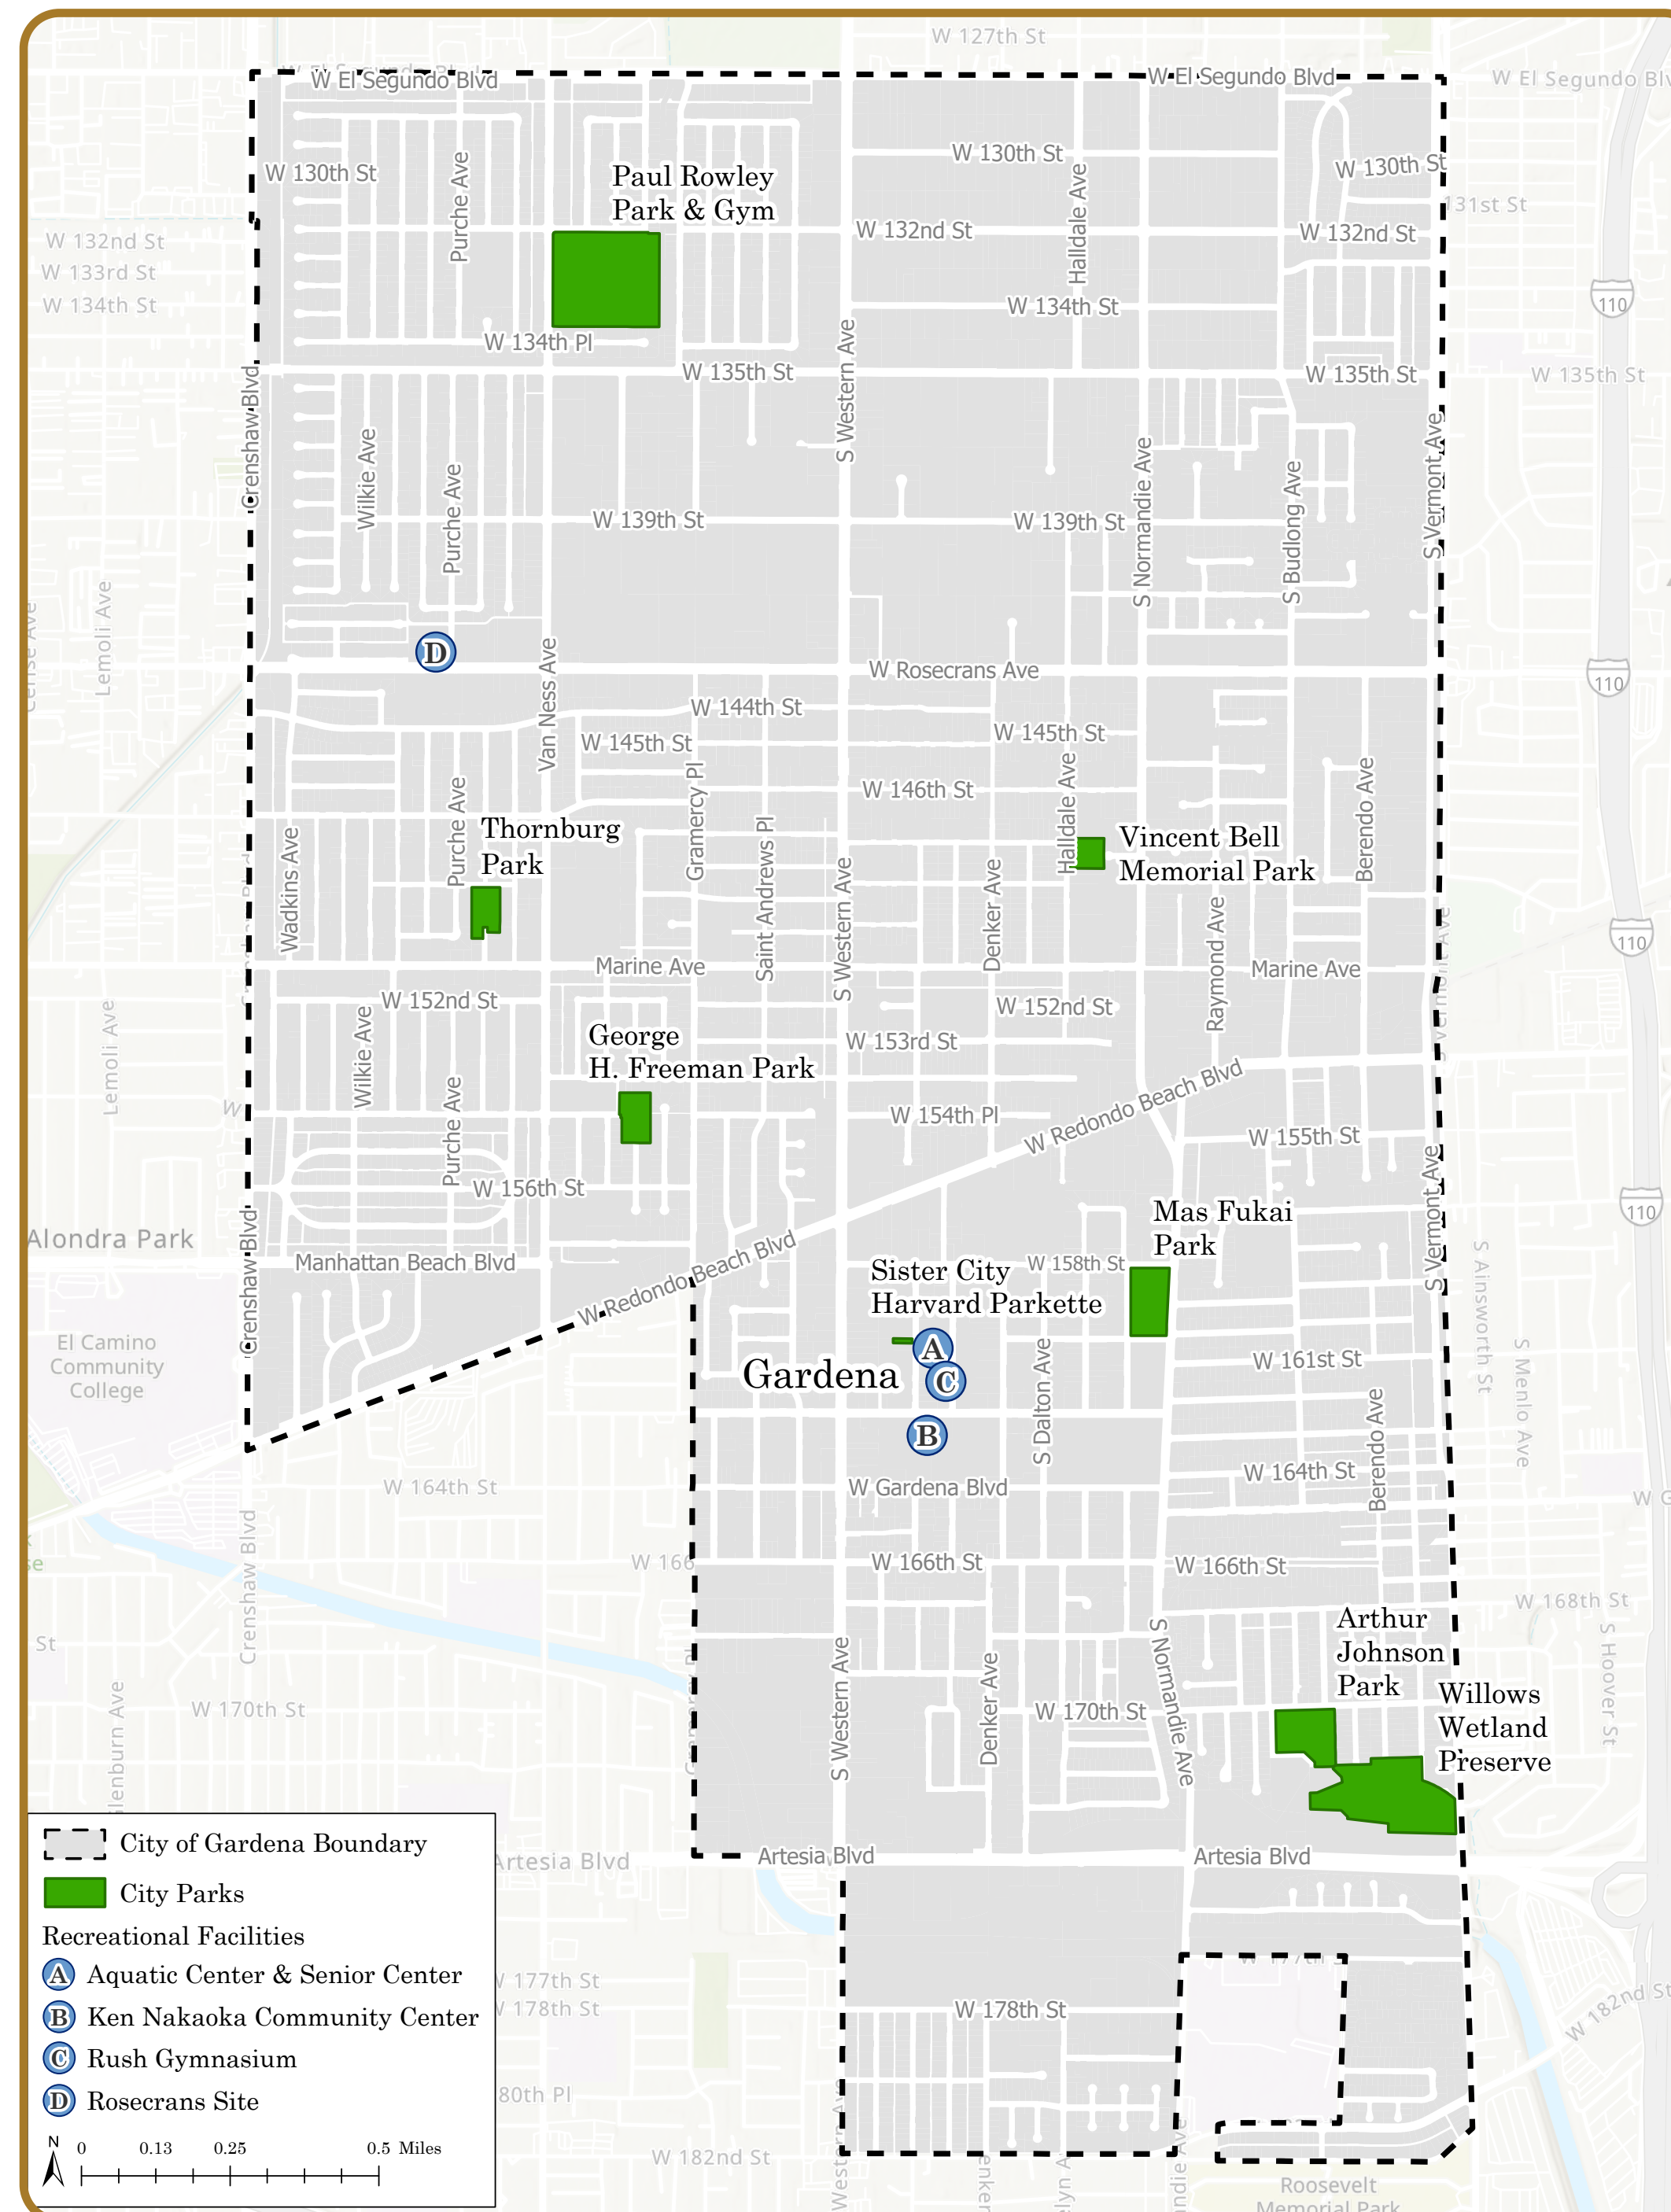 W 127th St
W El Segundo Blvd
W El Segundo Blvd
W 130th St
Purche Ave
Paul Rowley
Park & Gym
W 130th St
Halldale Ave
W 130th St
131st St
W 132nd St
W 132nd St
W 132nd St
W 133rd St
W 134th St
W 134th St
110
W 134th Pl
W 135th St
S Western Ave
W 135th St
W 135th St
Crenshaw Blvd
Wilkie Ave
Purche Ave
W 139th St
W 139th St
S Normandie Ave
S Budlong Ave
S Vermont Ave
Lemoli Ave
D
Van Ness Ave
W Rosecrans Ave
110
W 144th St
W 145th St
W 145th St
W 146th St
Gramercy Pl
Halldale Ave
Berendo Ave
Purche Ave
Thornburg
Park
Wadkins Ave
Saint Andrews Pl
S Western Ave
Denker Ave
Vincent Bell
Memorial Park
Raymond Ave
110
Marine Ave
Marine Ave
S Vermont Ave
W 152nd St
W 152nd St
Lemoli Ave
Wilkie Ave
George
H. Freeman Park
W 153rd St
W Redondo Beach Blvd
Purche Ave
W 154th Pl
W 155th St
W 156th St
S Vermont Ave
110
Alondra Park
Crenshaw Blvd
Manhattan Beach Blvd
W Redondo Beach Blvd
Mas Fukai
Park
W 158th St
Sister City
Harvard Parkette
S Ainsworth St
El Camino
Community
College
A
Gardena
C
S Dalton Ave
W 161st St
S Menlo Ave
Berendo Ave
B
W 164th St
W 164th St
W Gardena Blvd
Crenshaw Blvd
W 166
W 166th St
W 166th St
W 168th St
St
Arthur
Johnson
Park
S Hoover St
S Western Ave
Denker Ave
S Normandie Ave
W 170th St
W 170th St
Willows
Wetland
Preserve
Artesia Blvd
Artesia Blvd
Artesia Blvd
W 177th St
W 178th St
W 178th St
W 182nd St
80th Pl
W 182nd St
Roosevelt
Memorial Park
City of Gardena Boundary
City Parks
Recreational Facilities
A Aquatic Center & Senior Center
B Ken Nakaoka Community Center
C Rush Gymnasium
D Rosecrans Site
N
0 0.13 0.25 0.5 Miles